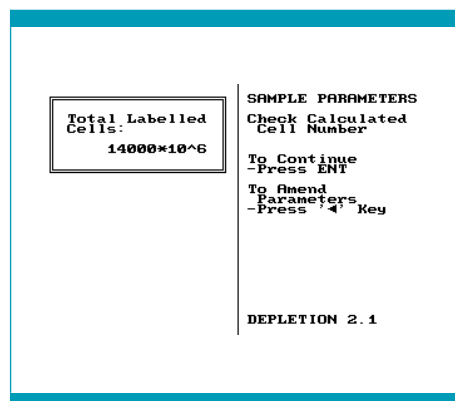 Total Labelled
Cells:
14000*10^6
SAMPLE PARAMETERS
Check Calculated
Cell Number
To Continue
-Press ENT
To Amend
Parameters
-Press '◄' Key
DEPLETION 2.1